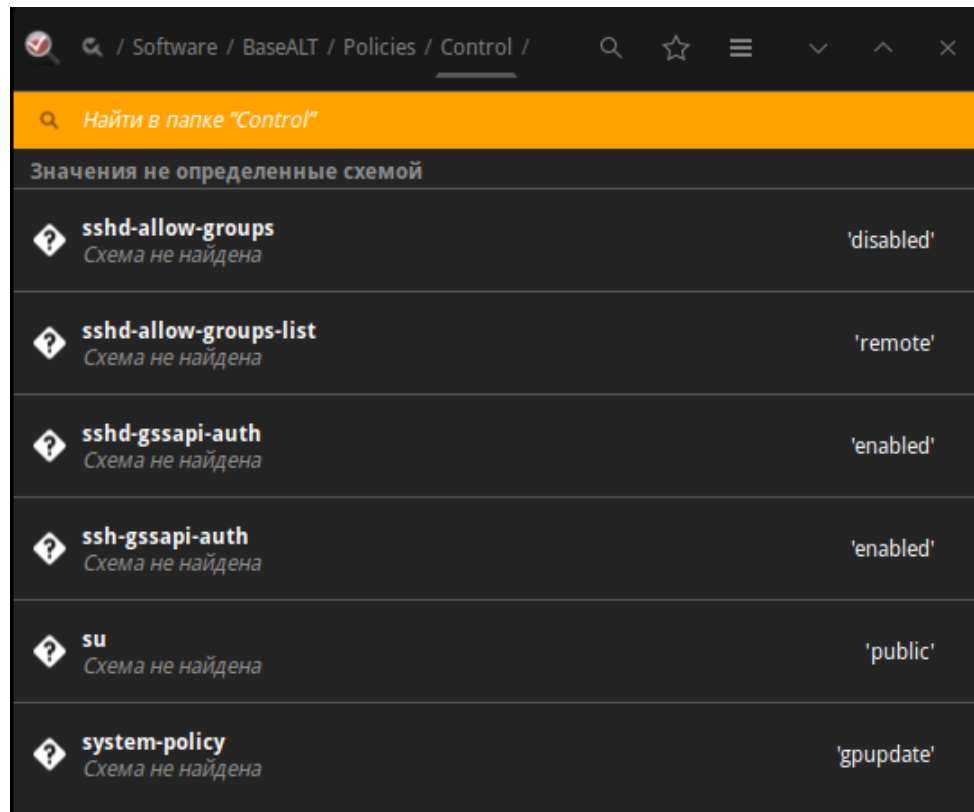 / Software / BaseALT / Policies / Control /
Найти в папке “Control”
Значения не определенные схемой
sshd-allow-groups
Схема не найдена
'disabled'
sshd-allow-groups-list
Схема не найдена
'remote'
sshd-gssapi-auth
Схема не найдена
'enabled'
ssh-gssapi-auth
Схема не найдена
'enabled'
su
Схема не найдена
'public'
system-policy
Схема не найдена
'gpupdate'